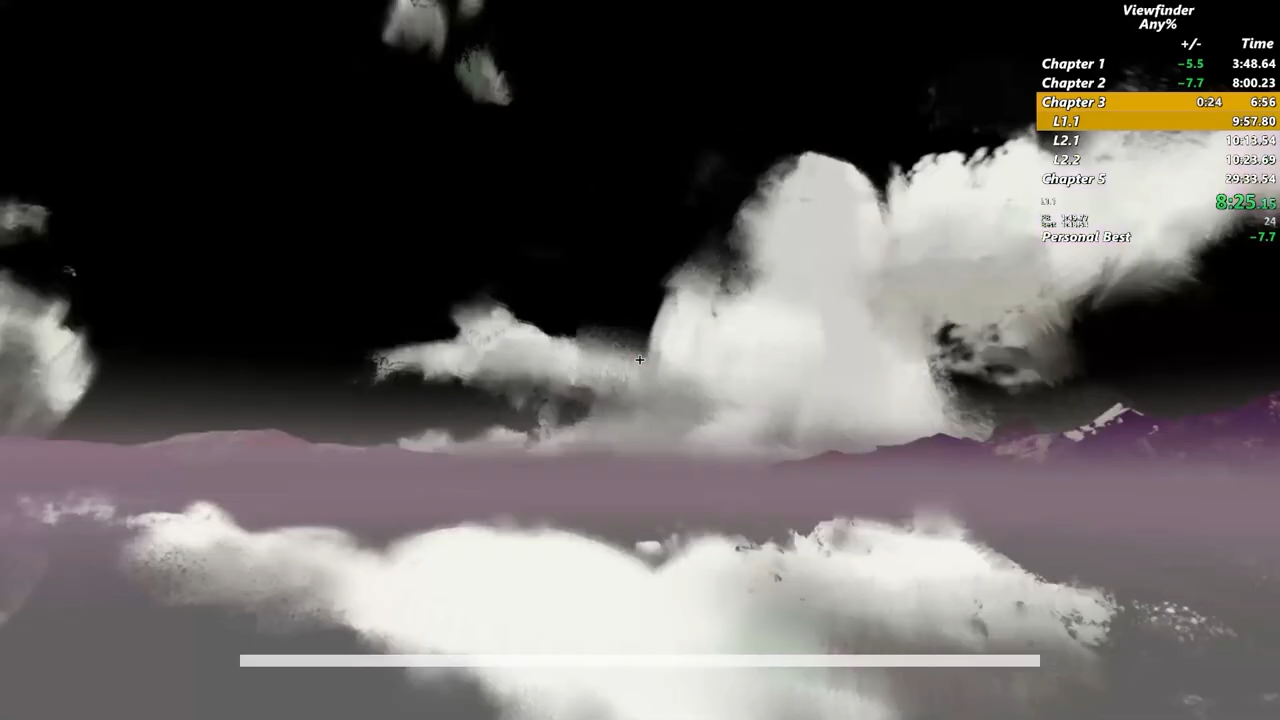 Viewfinder
Any%
+/- Time
Chapter 1 −5.5 3:48.64
Chapter 2 −7.7 8:00.23
Chapter 3 0:24 6:56
L1.1 9:57.80
L2.1 10:13.54
L2.2 10:23.69
Chapter 5 29:33.54
L1.1 8:25.15
24
Personal Best −7.7